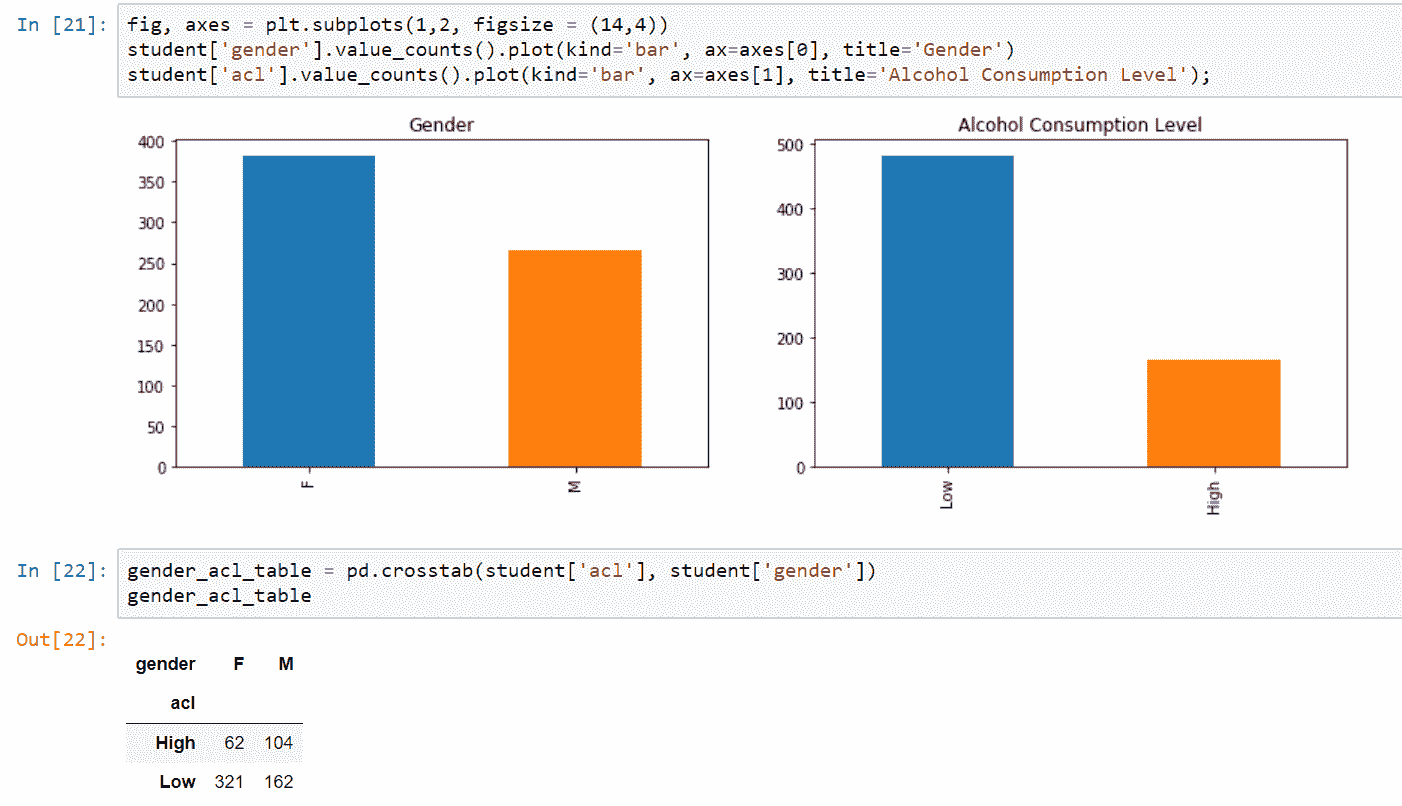 In [21]: fig, axes = plt.subplots(1,2, figsize = (14,4))
student['gender'].value_counts().plot(kind='bar', ax=axes[0], title='Gender')
student['acl'].value_counts().plot(kind='bar', ax=axes[1], title='Alcohol Consumption Level');
Gender
400
350
300
250
200
150
100
50
0
F M
Alcohol Consumption Level
500
400
300
200
100
0
Low High
In [22]: gender_acl_table = pd.crosstab(student['acl'], student['gender'])
gender_acl_table
Out[22]:
gender F M
acl
High 62 104
Low 321 162